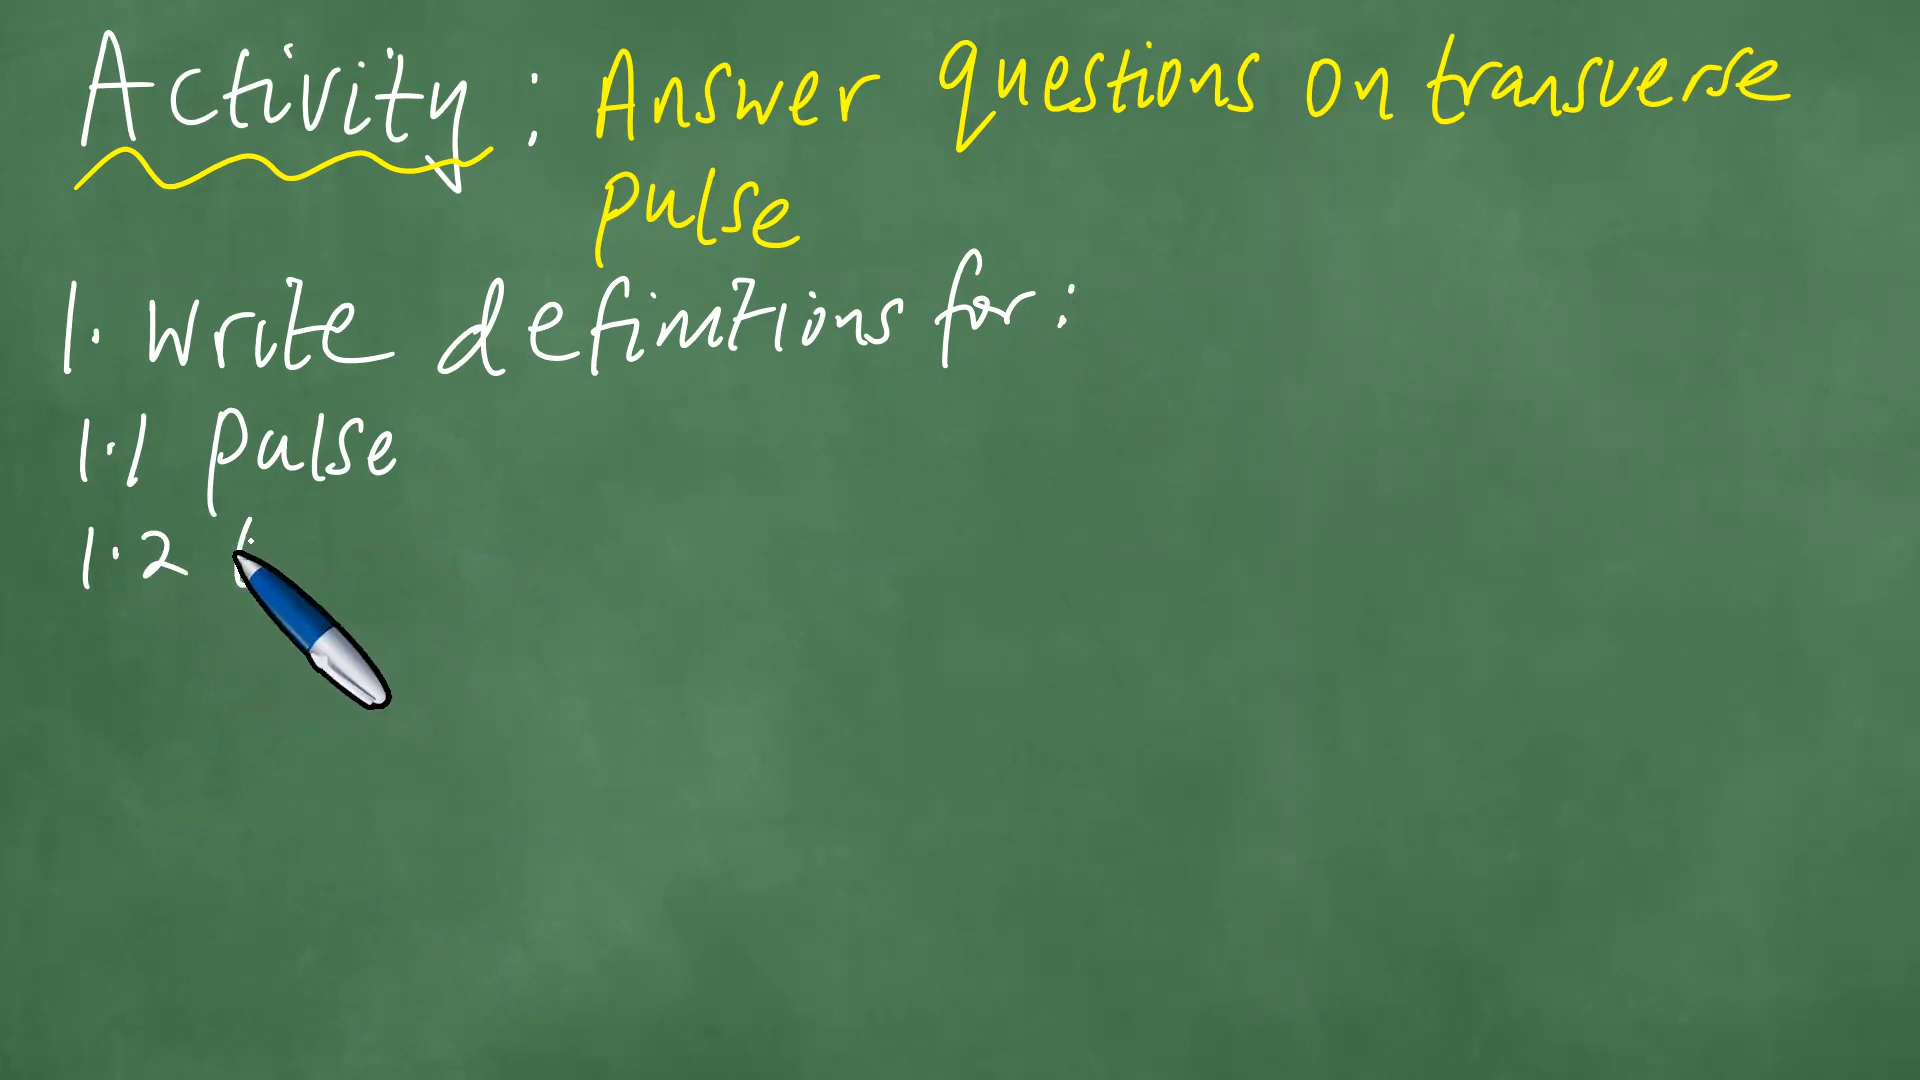 Activity: Answer questions on transverse
pulse
1. Write definitions for:
1.1 pulse
1.2 t